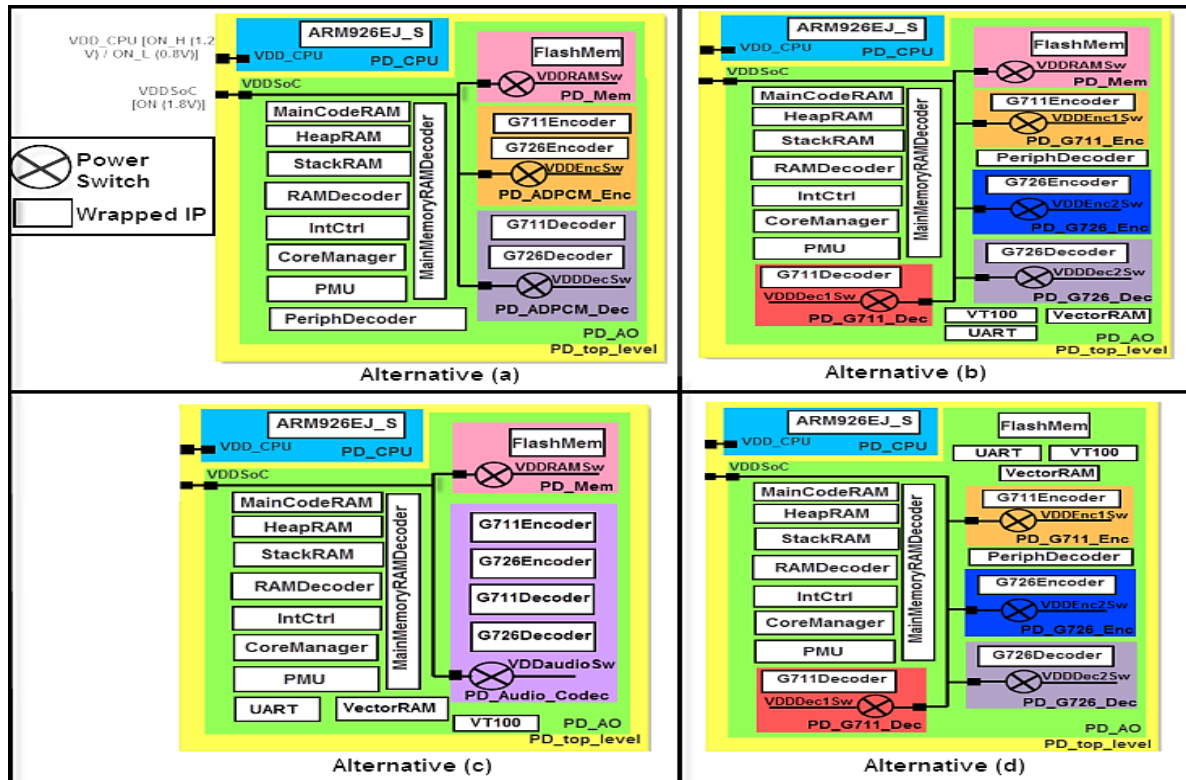 VDD_CPU [ON_H (1.2
V) / ON_L (0.8V)]
VDDSoC
[ON (1.8V)]
Power
Switch
Wrapped IP
ARM926EJ_S
VDD_CPU
PD_CPU
VDDSoC
FlashMem
VDDRAMSw
PD_Mem
MainCodeRAM
HeapRAM
StackRAM
RAMDecoder
IntCtrl
CoreManager
PMU
PeriphDecoder
MainMemoryRAMDecoder
G711Encoder
G726Encoder
VDDEncSw
PD_ADPCM_Enc
G711Decoder
G726Decoder
VDDDecSw
PD_ADPCM_Dec
PD_AO
PD_top_level
Alternative (a)
ARM926EJ_S
VDD_CPU
PD_CPU
VDDSoC
FlashMem
VDDRAMSw
PD_Mem
MainCodeRAM
HeapRAM
StackRAM
RAMDecoder
IntCtrl
CoreManager
PMU
MainMemoryRAMDecoder
G711Encoder
VDDEnc1Sw
PD_G711_Enc
PeriphDecoder
G726Encoder
VDDEnc2Sw
PD_G726_Enc
G711Decoder
VDDDec1Sw
PD_G711_Dec
G726Decoder
VDDDec2Sw
PD_G726_Dec
VT100
VectorRAM
UART
PD_AO
PD_top_level
Alternative (b)
ARM926EJ_S
VDD_CPU
PD_CPU
VDDSoC
FlashMem
VDDRAMSw
PD_Mem
MainCodeRAM
HeapRAM
StackRAM
RAMDecoder
IntCtrl
CoreManager
PMU
MainMemoryRAMDecoder
G711Encoder
G726Encoder
G711Decoder
G726Decoder
VDDaudioSw
PD_Audio_Codec
UART
VectorRAM
VT100
PD_AO
PD_top_level
Alternative (c)
ARM926EJ_S
VDD_CPU
PD_CPU
VDDSoC
FlashMem
UART
VT100
VectorRAM
MainCodeRAM
HeapRAM
StackRAM
RAMDecoder
IntCtrl
CoreManager
PMU
MainMemoryRAMDecoder
G711Encoder
VDDEnc1Sw
PD_G711_Enc
PeriphDecoder
G726Encoder
VDDEnc2Sw
PD_G726_Enc
G711Decoder
VDDDec1Sw
PD_G711_Dec
G726Decoder
VDDDec2Sw
PD_G726_Dec
PD_AO
PD_top_level
Alternative (d)